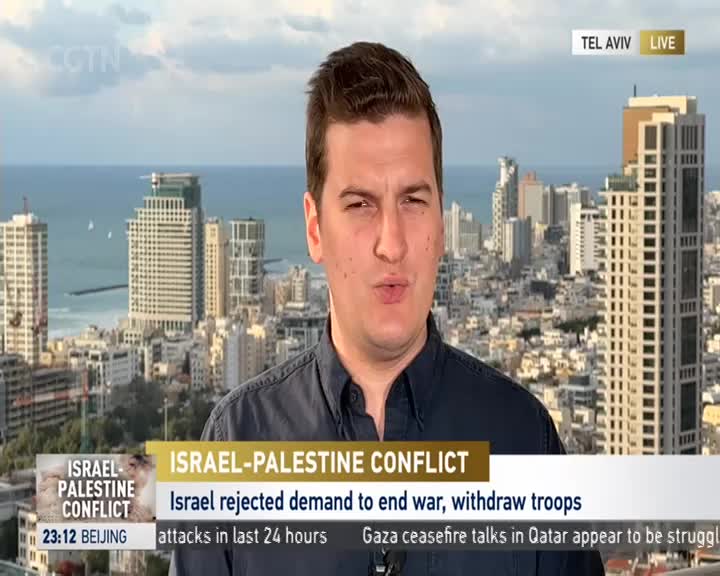 CGTN
TEL AVIV LIVE
ISRAEL-PALESTINE CONFLICT
ISRAEL-
PALESTINE
CONFLICT
Israel rejected demand to end war, withdraw troops
23:12 BEIJING
attacks in last 24 hours Gaza ceasefire talks in Qatar appear to be struggl